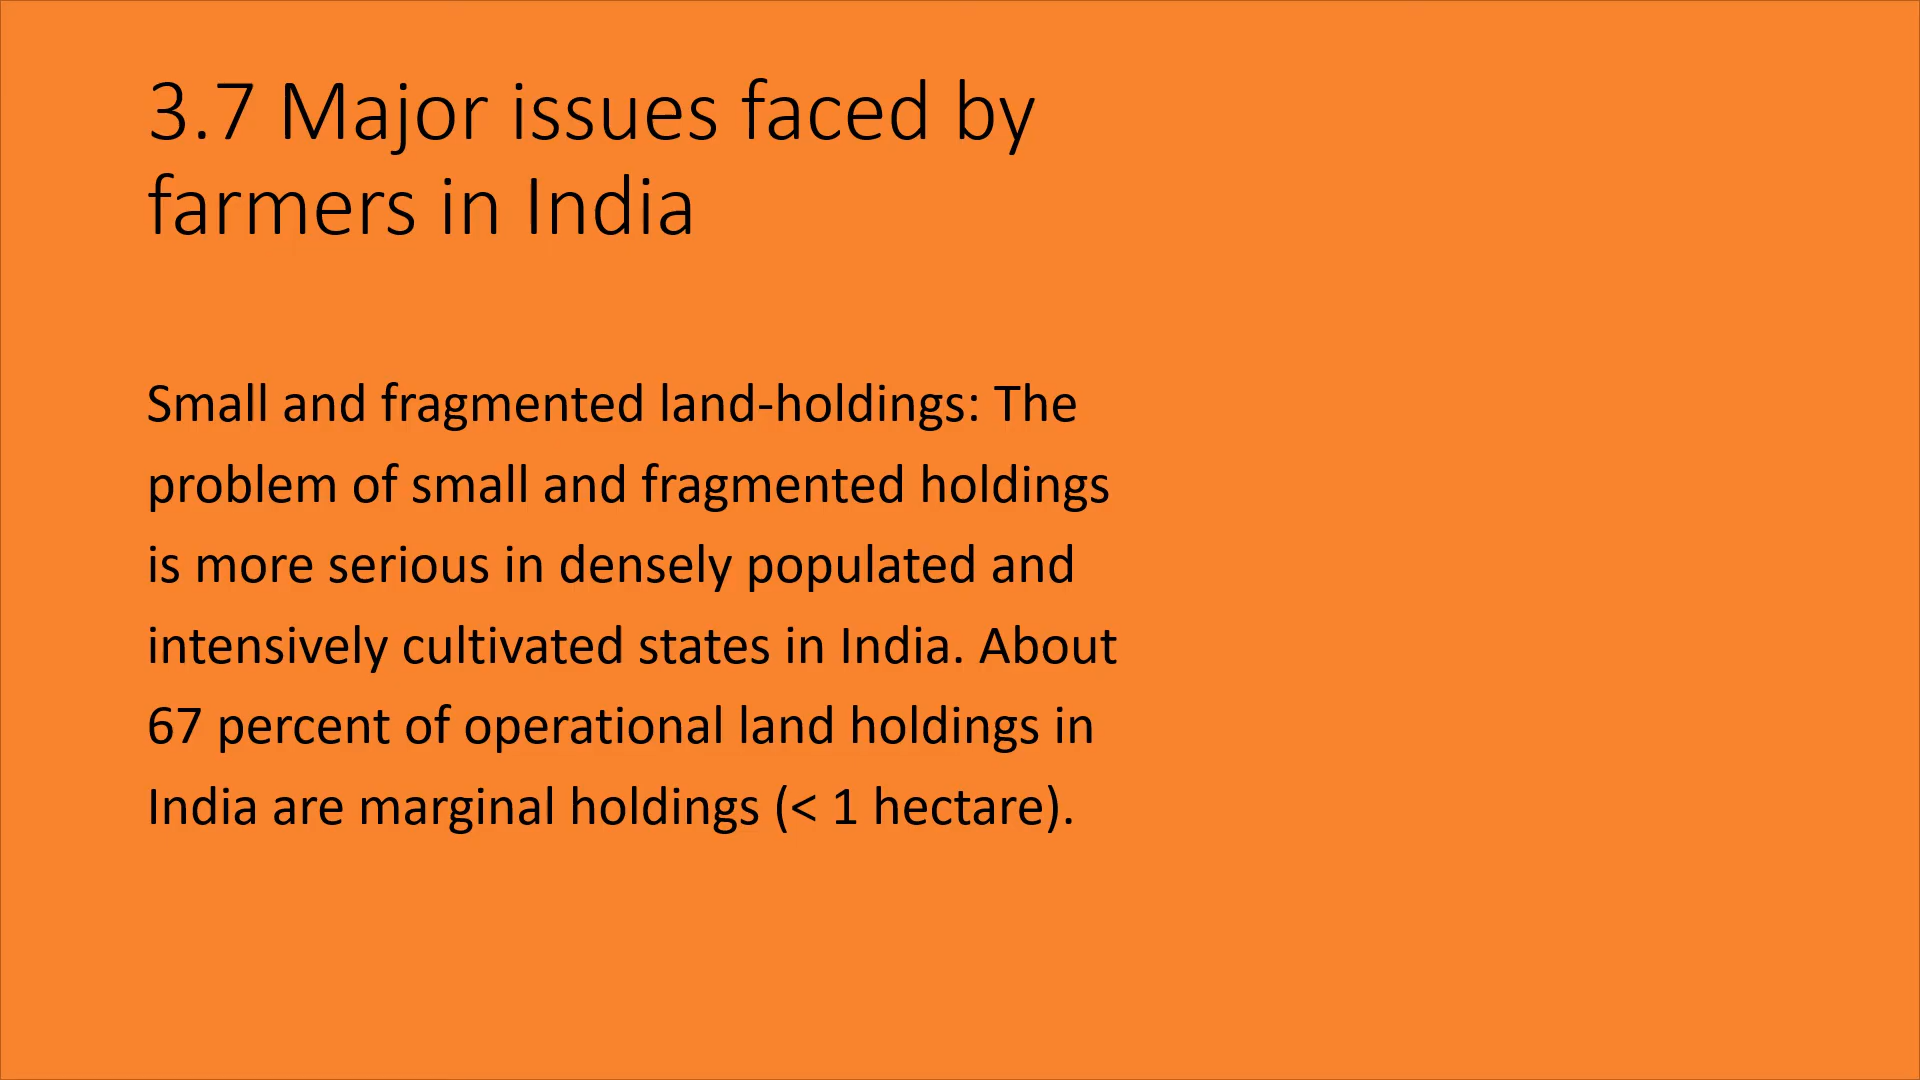 3.7 Major issues faced by
farmers in India
Small and fragmented land-holdings: The
problem of small and fragmented holdings
is more serious in densely populated and
intensively cultivated states in India. About
67 percent of operational land holdings in
India are marginal holdings (< 1 hectare).